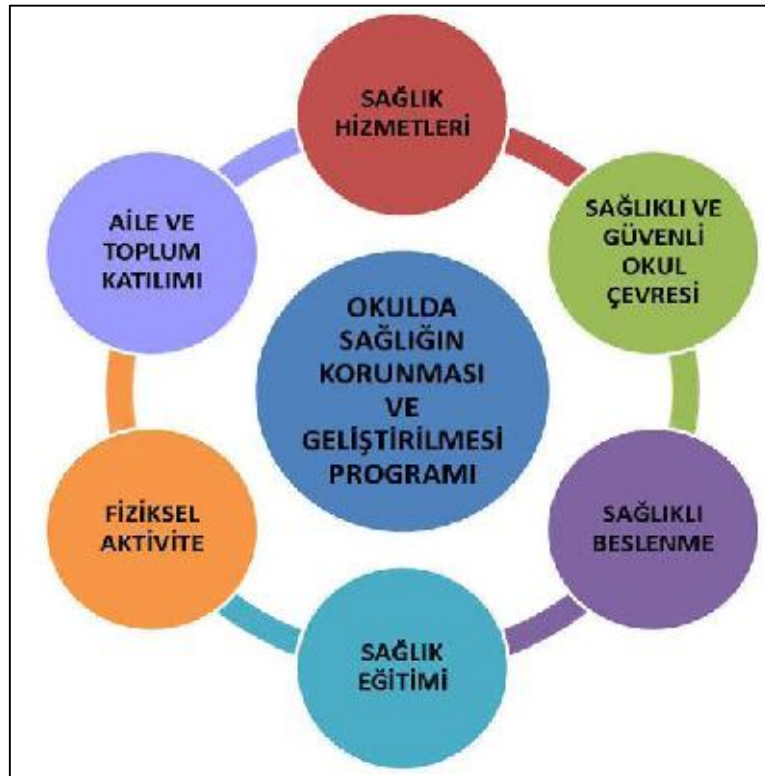 SAĞLIK
HİZMETLERİ
SAĞLIKLI VE
GÜVENLİ
OKUL
ÇEVRESİ
SAĞLIKLI
BESLENME
SAĞLIK
EĞİTİMİ
FİZİKSEL
AKTİVİTE
AİLE VE
TOPLUM
KATILIMI
OKULDA
SAĞLIĞIN
KORUNMASI
VE
GELİŞTİRİLMESİ
PROGRAMI